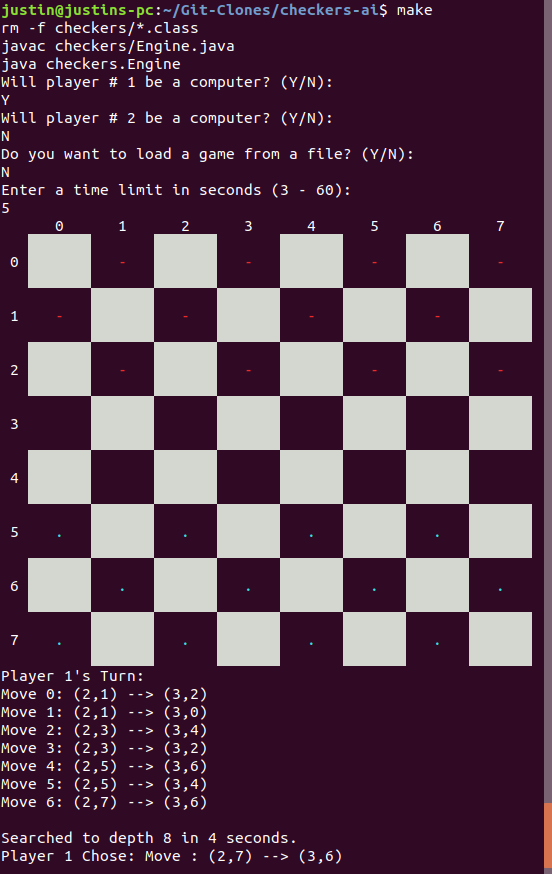 justin@justins-pc:~/Git-Clones/checkers-ai$ make
rm -f checkers/*.class
javac checkers/Engine.java
java checkers.Engine
Will player # 1 be a computer? (Y/N):
Y
Will player # 2 be a computer? (Y/N):
N
Do you want to load a game from a file? (Y/N):
N
Enter a time limit in seconds (3 - 60):
5
0 1 2 3 4 5 6 7
0 - - - -
1 - - - -
2 - - - -
3
4
5 . . . .
6 . . . .
7 . . . .
Player 1's Turn:
Move 0: (2,1) --> (3,2)
Move 1: (2,1) --> (3,0)
Move 2: (2,3) --> (3,4)
Move 3: (2,3) --> (3,2)
Move 4: (2,5) --> (3,6)
Move 5: (2,5) --> (3,4)
Move 6: (2,7) --> (3,6)
Searched to depth 8 in 4 seconds.
Player 1 Chose: Move : (2,7) --> (3,6)